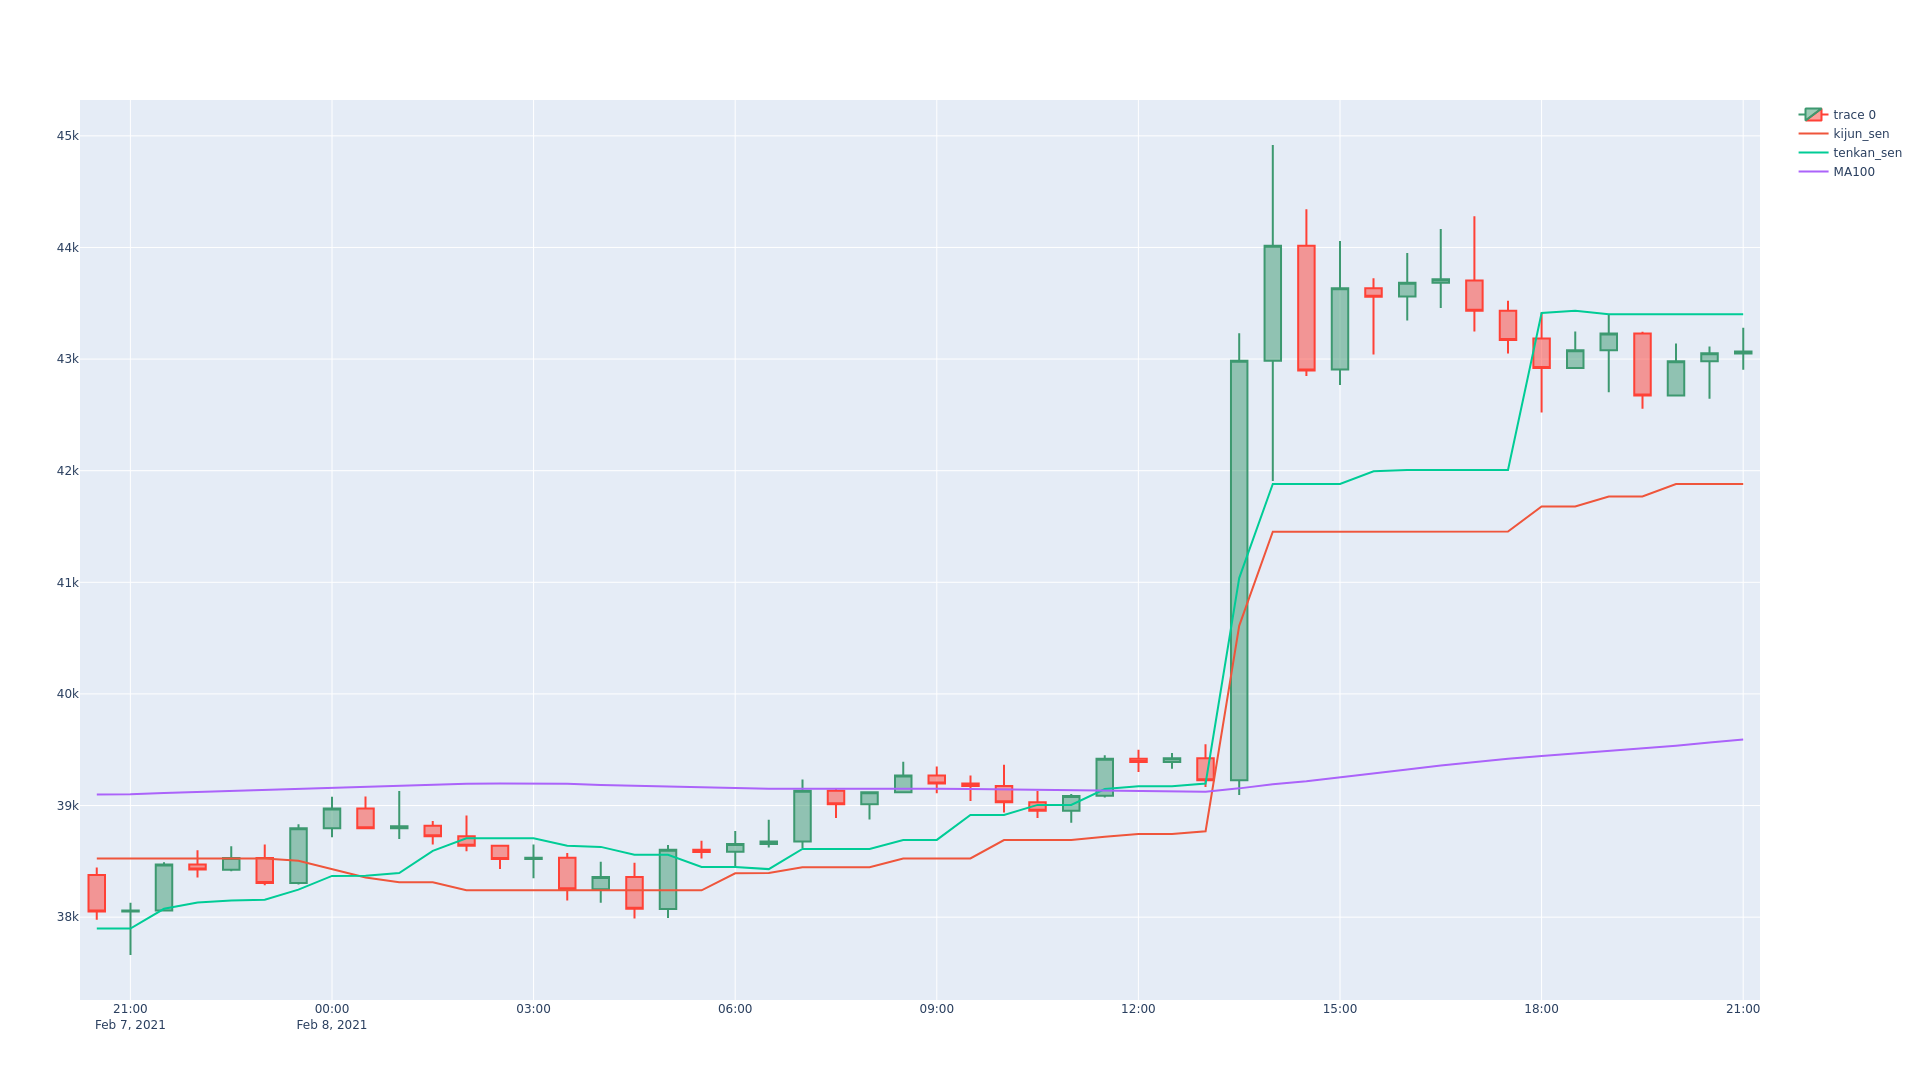 45k
44k
43k
42k
41k
40k
39k
38k
21:00 00:00 03:00 06:00 09:00 12:00 15:00 18:00 21:00
Feb 7, 2021 Feb 8, 2021
trace 0
kijun_sen
tenkan_sen
MA100